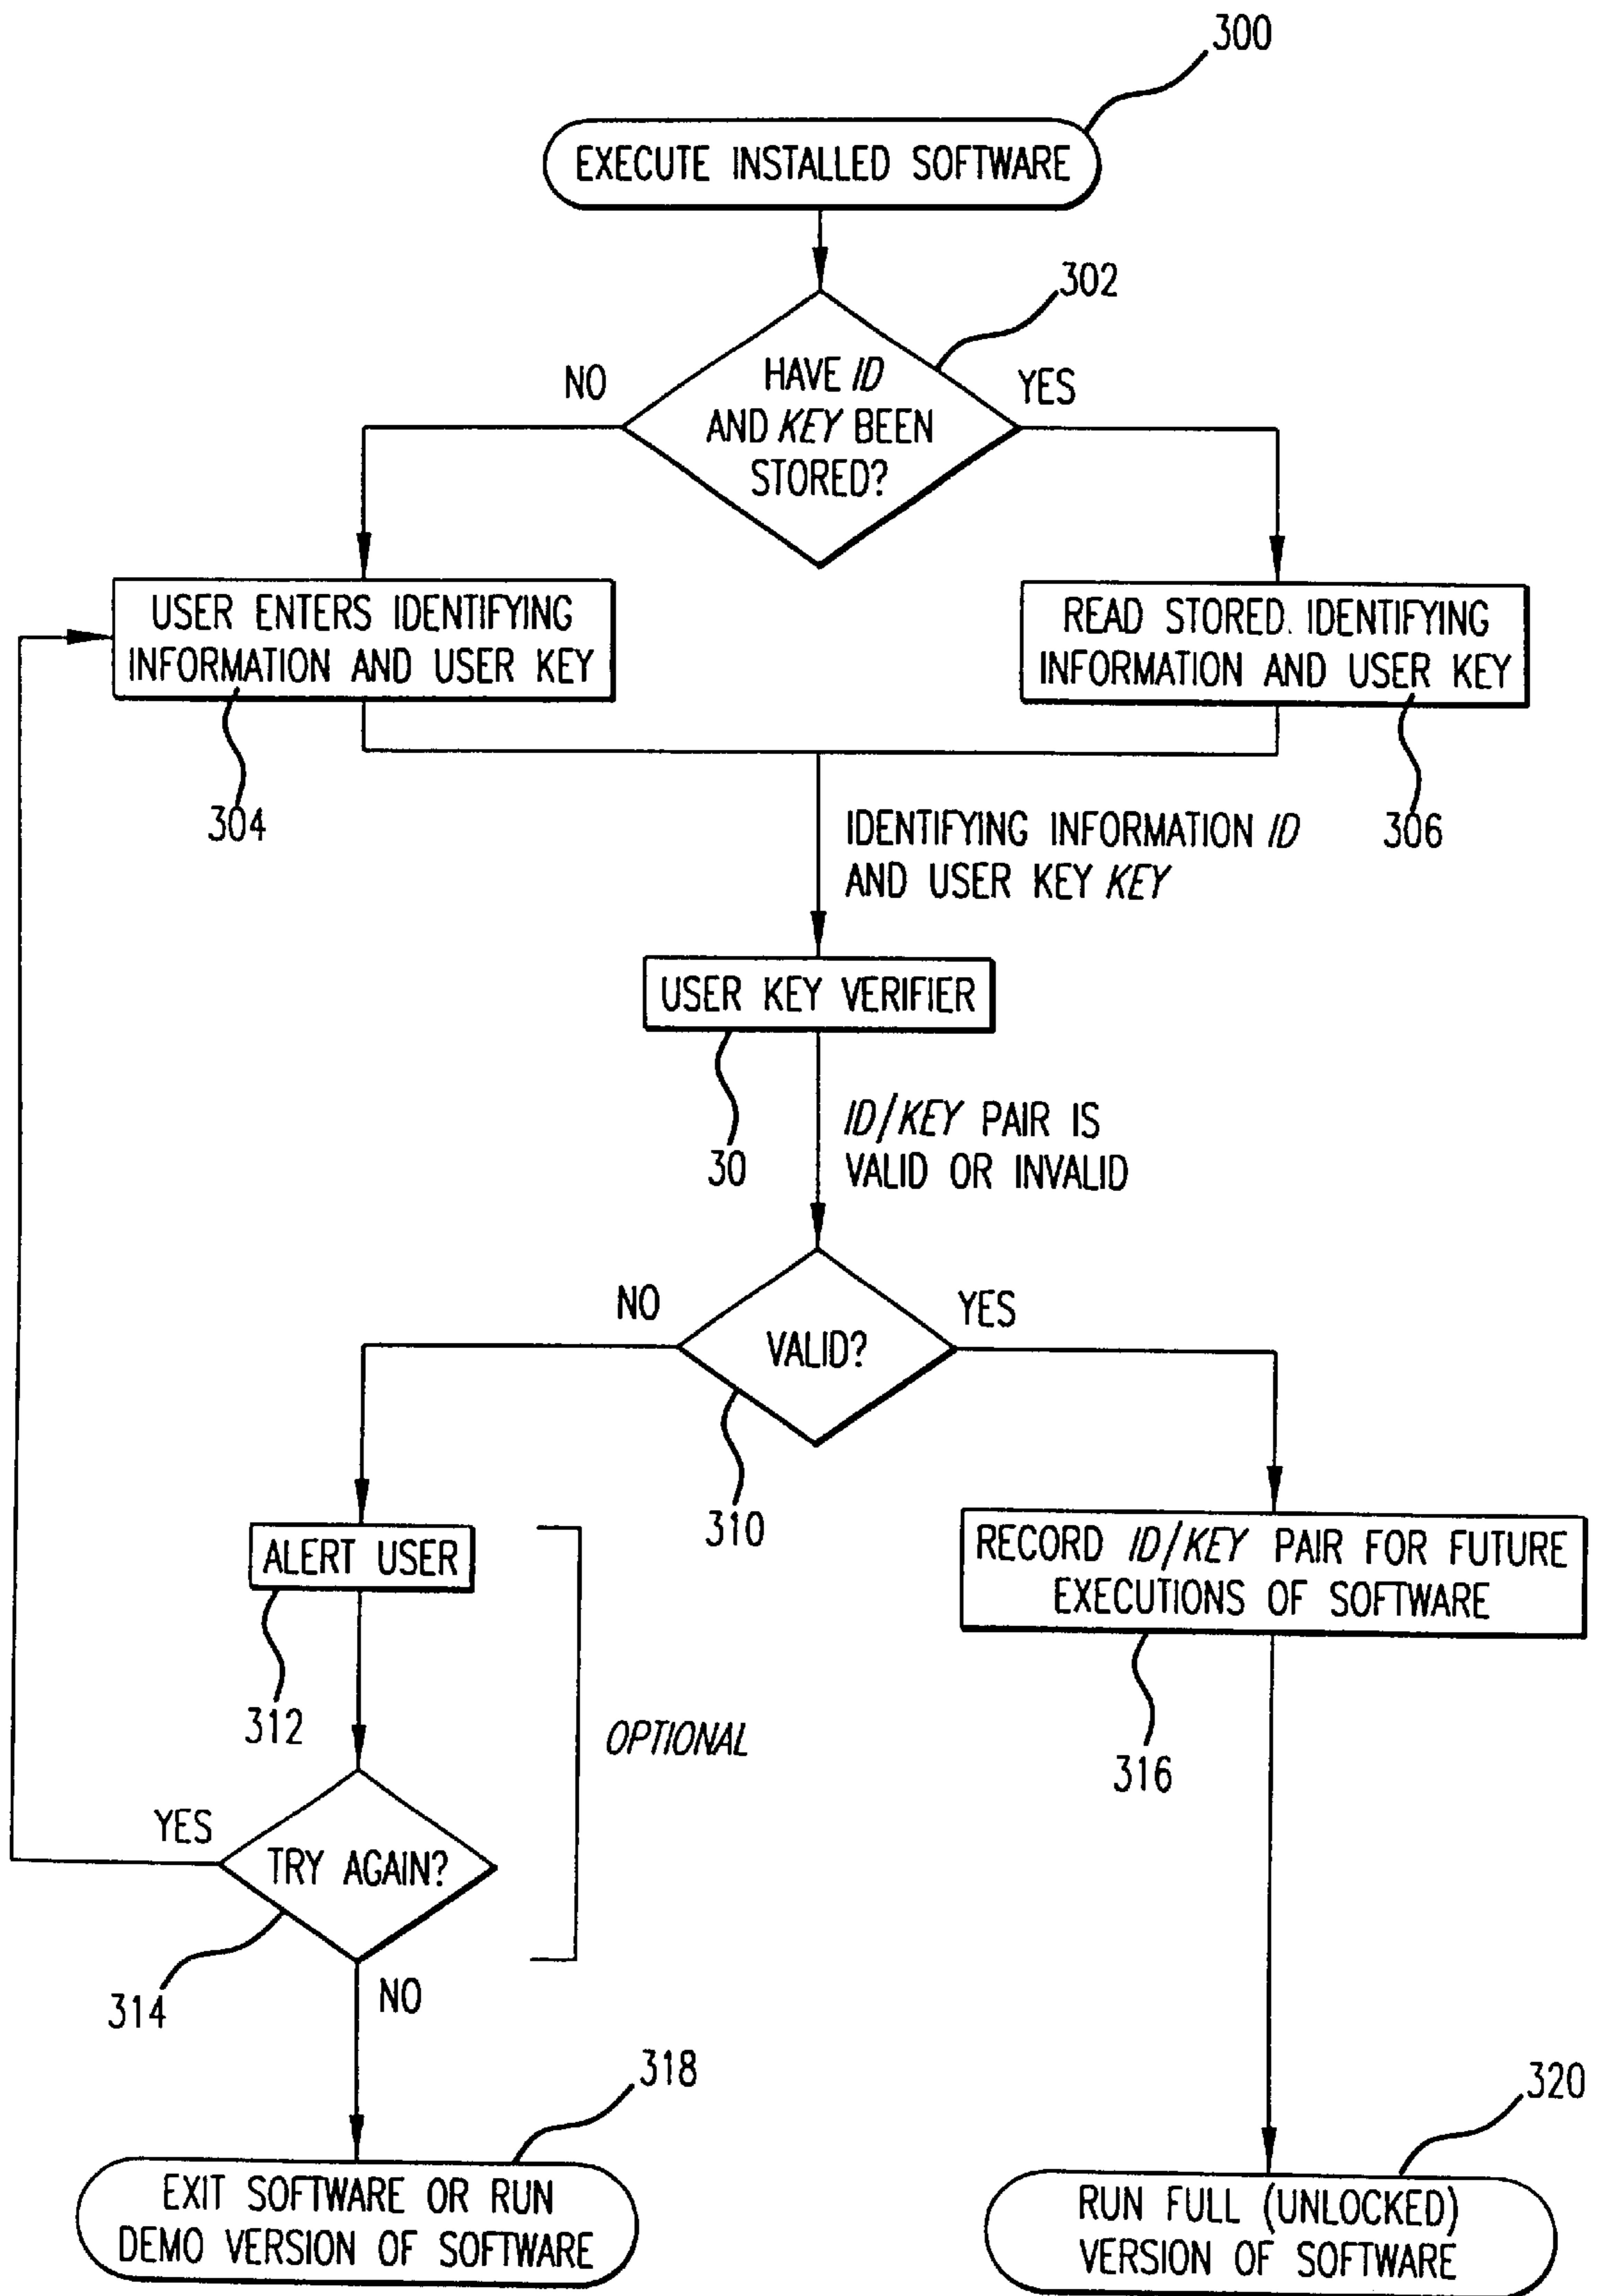 300
EXECUTE INSTALLED SOFTWARE
302
HAVE ID
AND KEY BEEN
STORED?
NO
YES
USER ENTERS IDENTIFYING
INFORMATION AND USER KEY
READ STORED. IDENTIFYING
INFORMATION AND USER KEY
304
306
IDENTIFYING INFORMATION ID
AND USER KEY KEY
USER KEY VERIFIER
30
ID/KEY PAIR IS
VALID OR INVALID
NO
YES
VALID?
310
ALERT USER
RECORD ID/KEY PAIR FOR FUTURE
EXECUTIONS OF SOFTWARE
312
OPTIONAL
316
YES
TRY AGAIN?
314
NO
318
320
EXIT SOFTWARE OR RUN
DEMO VERSION OF SOFTWARE
RUN FULL (UNLOCKED)
VERSION OF SOFTWARE